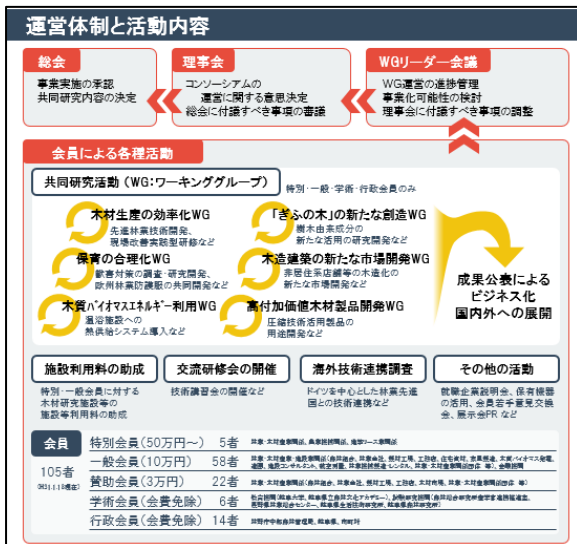 運営体制と活動内容
総会
事業実施の承認
共同研究内容の決定
理事会
コンソーシアムの
運営に関する意思決定
総会に付議すべき事項の審議
WGリーダー会議
WG運営の進捗管理
事業化可能性の検討
理事会に付議すべき事項の調整
会員による各種活動
共同研究活動(WG:ワーキンググループ)
特別・一般・学術・行政会員のみ
木材生産の効率化WG
先進林業技術開発、
現場改善実践型研修など
「ぎふの木」の新たな創造WG
樹木由来成分の
新たな活用の研究開発など
保育の合理化WG
獣害対策の調査・研究開発、
欧州林業防護服の共同開発など
木造建築の新たな市場開発WG
非居住系店舗等の木造化の
新たな市場開発など
木質バイオマスエネルギー利用WG
温浴施設への
熱供給システム導入など
高付加価値木材製品開発WG
圧縮技術活用製品の
用途開発など
成果公表による
ビジネス化
国内外への展開
施設利用料の助成
特別・一般会員に対する
木材研究施設等の
施設等利用料の助成
交流研修会の開催
技術講習会の開催など
海外技術連携調査
ドイツを中心とした林業先進
国との技術連携など
その他の活動
就職企業説明会、保有機器
の活用、会員若手意見交換
会、展示会PRなど
会員
105者
特別会員(50万円~) 5者
一般会員(10万円) 58者
賛助会員(3万円) 22者
学術会員(会費免除) 6者
行政会員(会費免除) 14者